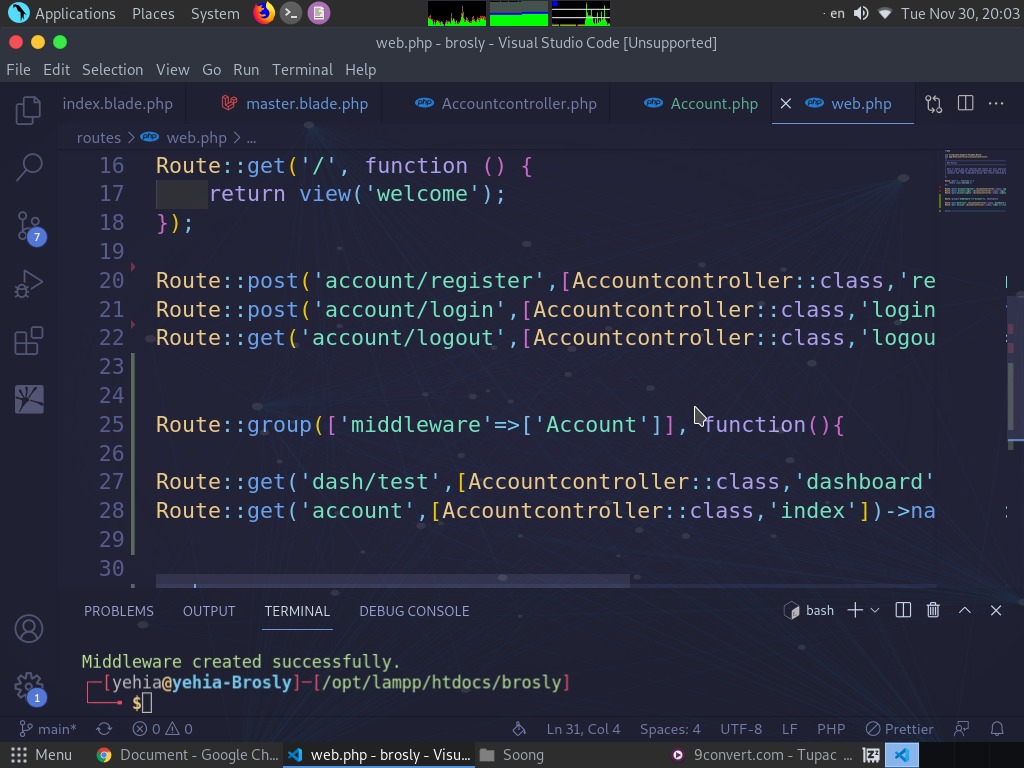 Applications Places System en Tue Nov 30, 20:03
web.php - brosly - Visual Studio Code [Unsupported]
File Edit Selection View Go Run Terminal Help
index.blade.php master.blade.php Accountcontroller.php Account.php web.php
routes > web.php > ...
16 Route::get('/', function () {
17 return view('welcome');
18 });
19
20 Route::post('account/register',[Accountcontroller::class,'re
21 Route::post('account/login',[Accountcontroller::class,'login
22 Route::get('account/logout',[Accountcontroller::class,'logou
23
24
25 Route::group(['middleware'=>['Account']], function(){
26
27 Route::get('dash/test',[Accountcontroller::class,'dashboard'
28 Route::get('account',[Accountcontroller::class,'index'])->na
29
30
7
1
PROBLEMS OUTPUT TERMINAL DEBUG CONSOLE bash
Middleware created successfully.
[yehia@yehia-Brosly]-[/opt/lampp/htdocs/brosly]
$
main* 0 0 Ln 31, Col 4 Spaces: 4 UTF-8 LF PHP Prettier
Menu Document - Google Ch... web.php - brosly - Visu... Soong 9convert.com - Tupac ...